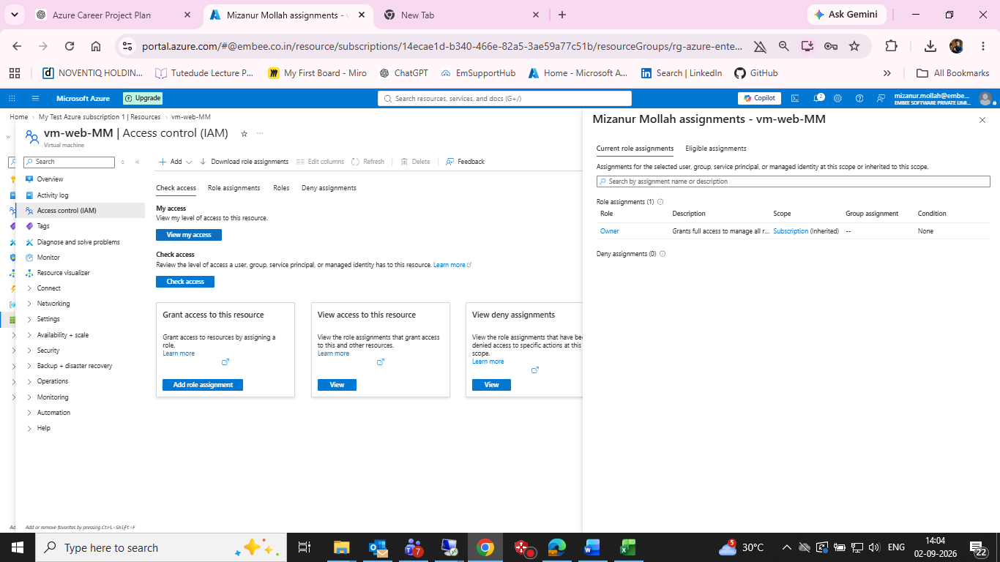 Azure Career Project Plan
Mizanur Mollah assignments - v
New Tab
Ask Gemini
portal.azure.com/#@embee.co.in/resource/subscriptions/14ecae1d-b340-466e-82a5-3ae59a77c51b/resourceGroups/rg-azure-ente...
NOVENTIQ HOLDIN...
Tutedude Lecture P...
My First Board - Miro
ChatGPT
EmSupportHub
Home - Microsoft A...
Search | LinkedIn
GitHub
All Bookmarks
Microsoft Azure
Upgrade
Search resources, services, and docs (G+/)
Copilot
2
mizanur.mollah@embe...
EMBEE SOFTWARE PRIVATE LIMI...
Home > My Test Azure subscription 1 | Resources > vm-web-MM
vm-web-MM | Access control (IAM)
Virtual machine
Search
Overview
Activity log
Access control (IAM)
Tags
Diagnose and solve problems
Monitor
Resource visualizer
Connect
Networking
Settings
Availability + scale
Security
Backup + disaster recovery
Operations
Monitoring
Automation
Help
Ad
Add or remove favorites by pressing Ctrl+Shift+F
Add
Download role assignments
Edit columns
Refresh
Delete
Feedback
Check access
Role assignments
Roles
Deny assignments
My access
View my level of access to this resource.
View my access
Check access
Review the level of access a user, group, service principal, or managed identity has to this resource. Learn more
Check access
Grant access to this resource
Grant access to resources by assigning a
role.
Learn more
Add role assignment
View access to this resource
View the role assignments that grant access
to this and other resources.
Learn more
View
View deny assignments
View the role assignments that have bee
denied access to specific actions at this
scope.
Learn more
View
Mizanur Mollah assignments - vm-web-MM
Current role assignments
Eligible assignments
Assignments for the selected user, group, service principal, or managed identity at this scope or inherited to this scope.
Search by assignment name or description
Role assignments (1)
Role Description Scope Group assignment Condition
Owner Grants full access to manage all r... Subscription (Inherited) -- None
Deny assignments (0)
Type here to search
7
5
30°C
ENG
14:04
02-09-2026
22